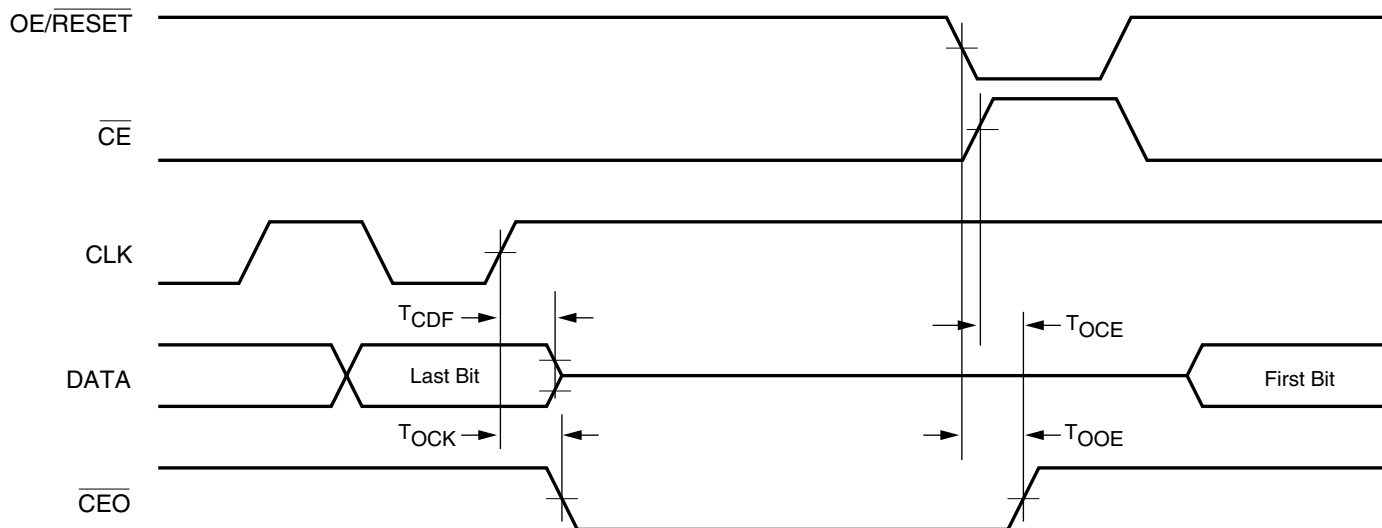 OE/RESET
CE
CLK
TCDF
TOCE
DATA
Last Bit
First Bit
TOCK
TOOE
CEO